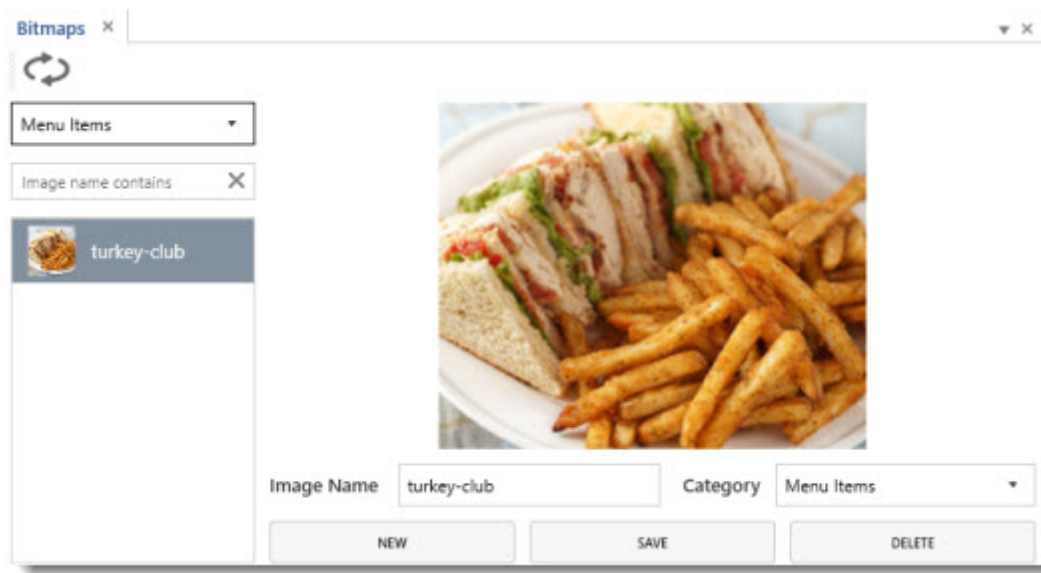 Bitmaps
Menu Items
Image name contains
turkey-club
Image Name turkey-club Category Menu Items
NEW SAVE DELETE